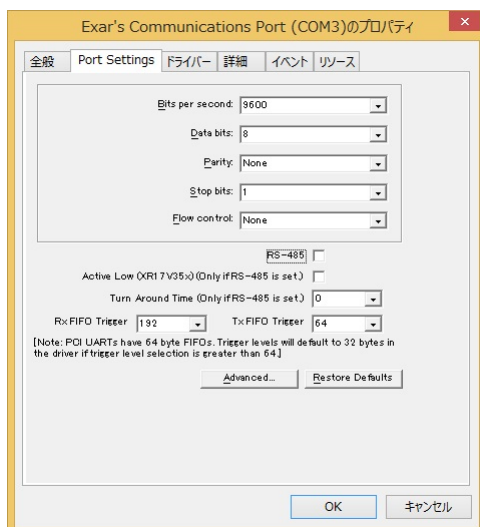 Exar's Communications Port (COM3)のプロパティ
全般 Port Settings ドライバー 詳細 イベント リソース
Bits per second: 9600
Data bits: 8
Parity: None
Stop bits: 1
Flow control: None
RS-485
Active Low (XR17V35x) (Only if RS-485 is set.)
Turn Around Time (Only if RS-485 is set.) 0
Rx FIFO Trigger 192 Tx FIFO Trigger 64
[Note: PCI UARTs have 64 byte FIFOs. Trigger levels will default to 32 bytes in
the driver if trigger level selection is greater than 64.]
Advanced... Restore Defaults
OK キャンセル